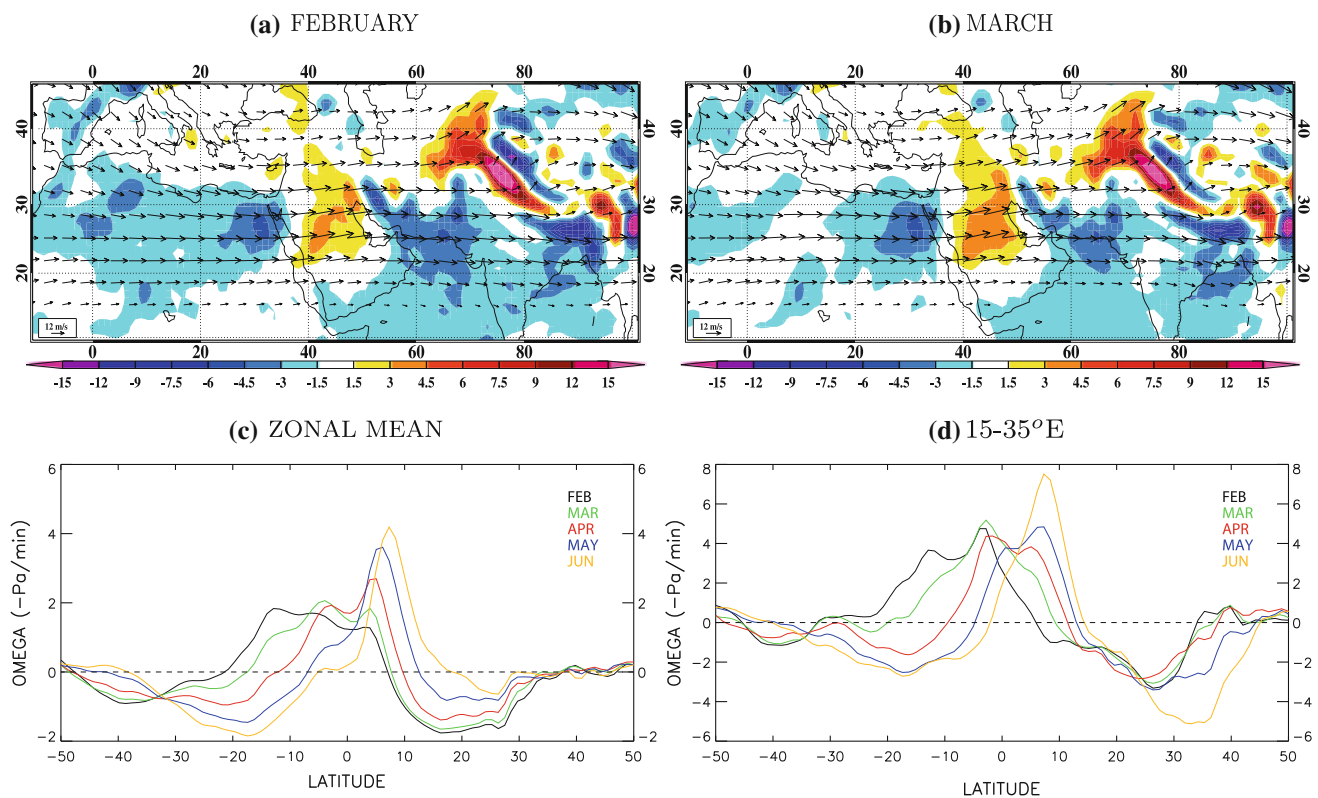 (a) FEBRUARY
(b) MARCH
0 20 40 60 80
0 20 40 60 80
40
30
20
40
30
20
40
30
20
40
30
20
12 m/s
12 m/s
0 20 40 60 80
0 20 40 60 80
-15 -12 -9 -7.5 -6 -4.5 -3 -1.5 1.5 3 4.5 6 7.5 9 12 15
-15 -12 -9 -7.5 -6 -4.5 -3 -1.5 1.5 3 4.5 6 7.5 9 12 15
(c) ZONAL MEAN
(d) 15-35°E
OMEGA (−Pa/min)
6
4
2
0
−2
6
4
2
0
−2
FEB
MAR
APR
MAY
JUN
−50 −40 −30 −20 −10 0 10 20 30 40 50
LATITUDE
OMEGA (−Pa/min)
8
6
4
2
0
−2
−4
−6
8
6
4
2
0
−2
−4
−6
FEB
MAR
APR
MAY
JUN
−50 −40 −30 −20 −10 0 10 20 30 40 50
LATITUDE